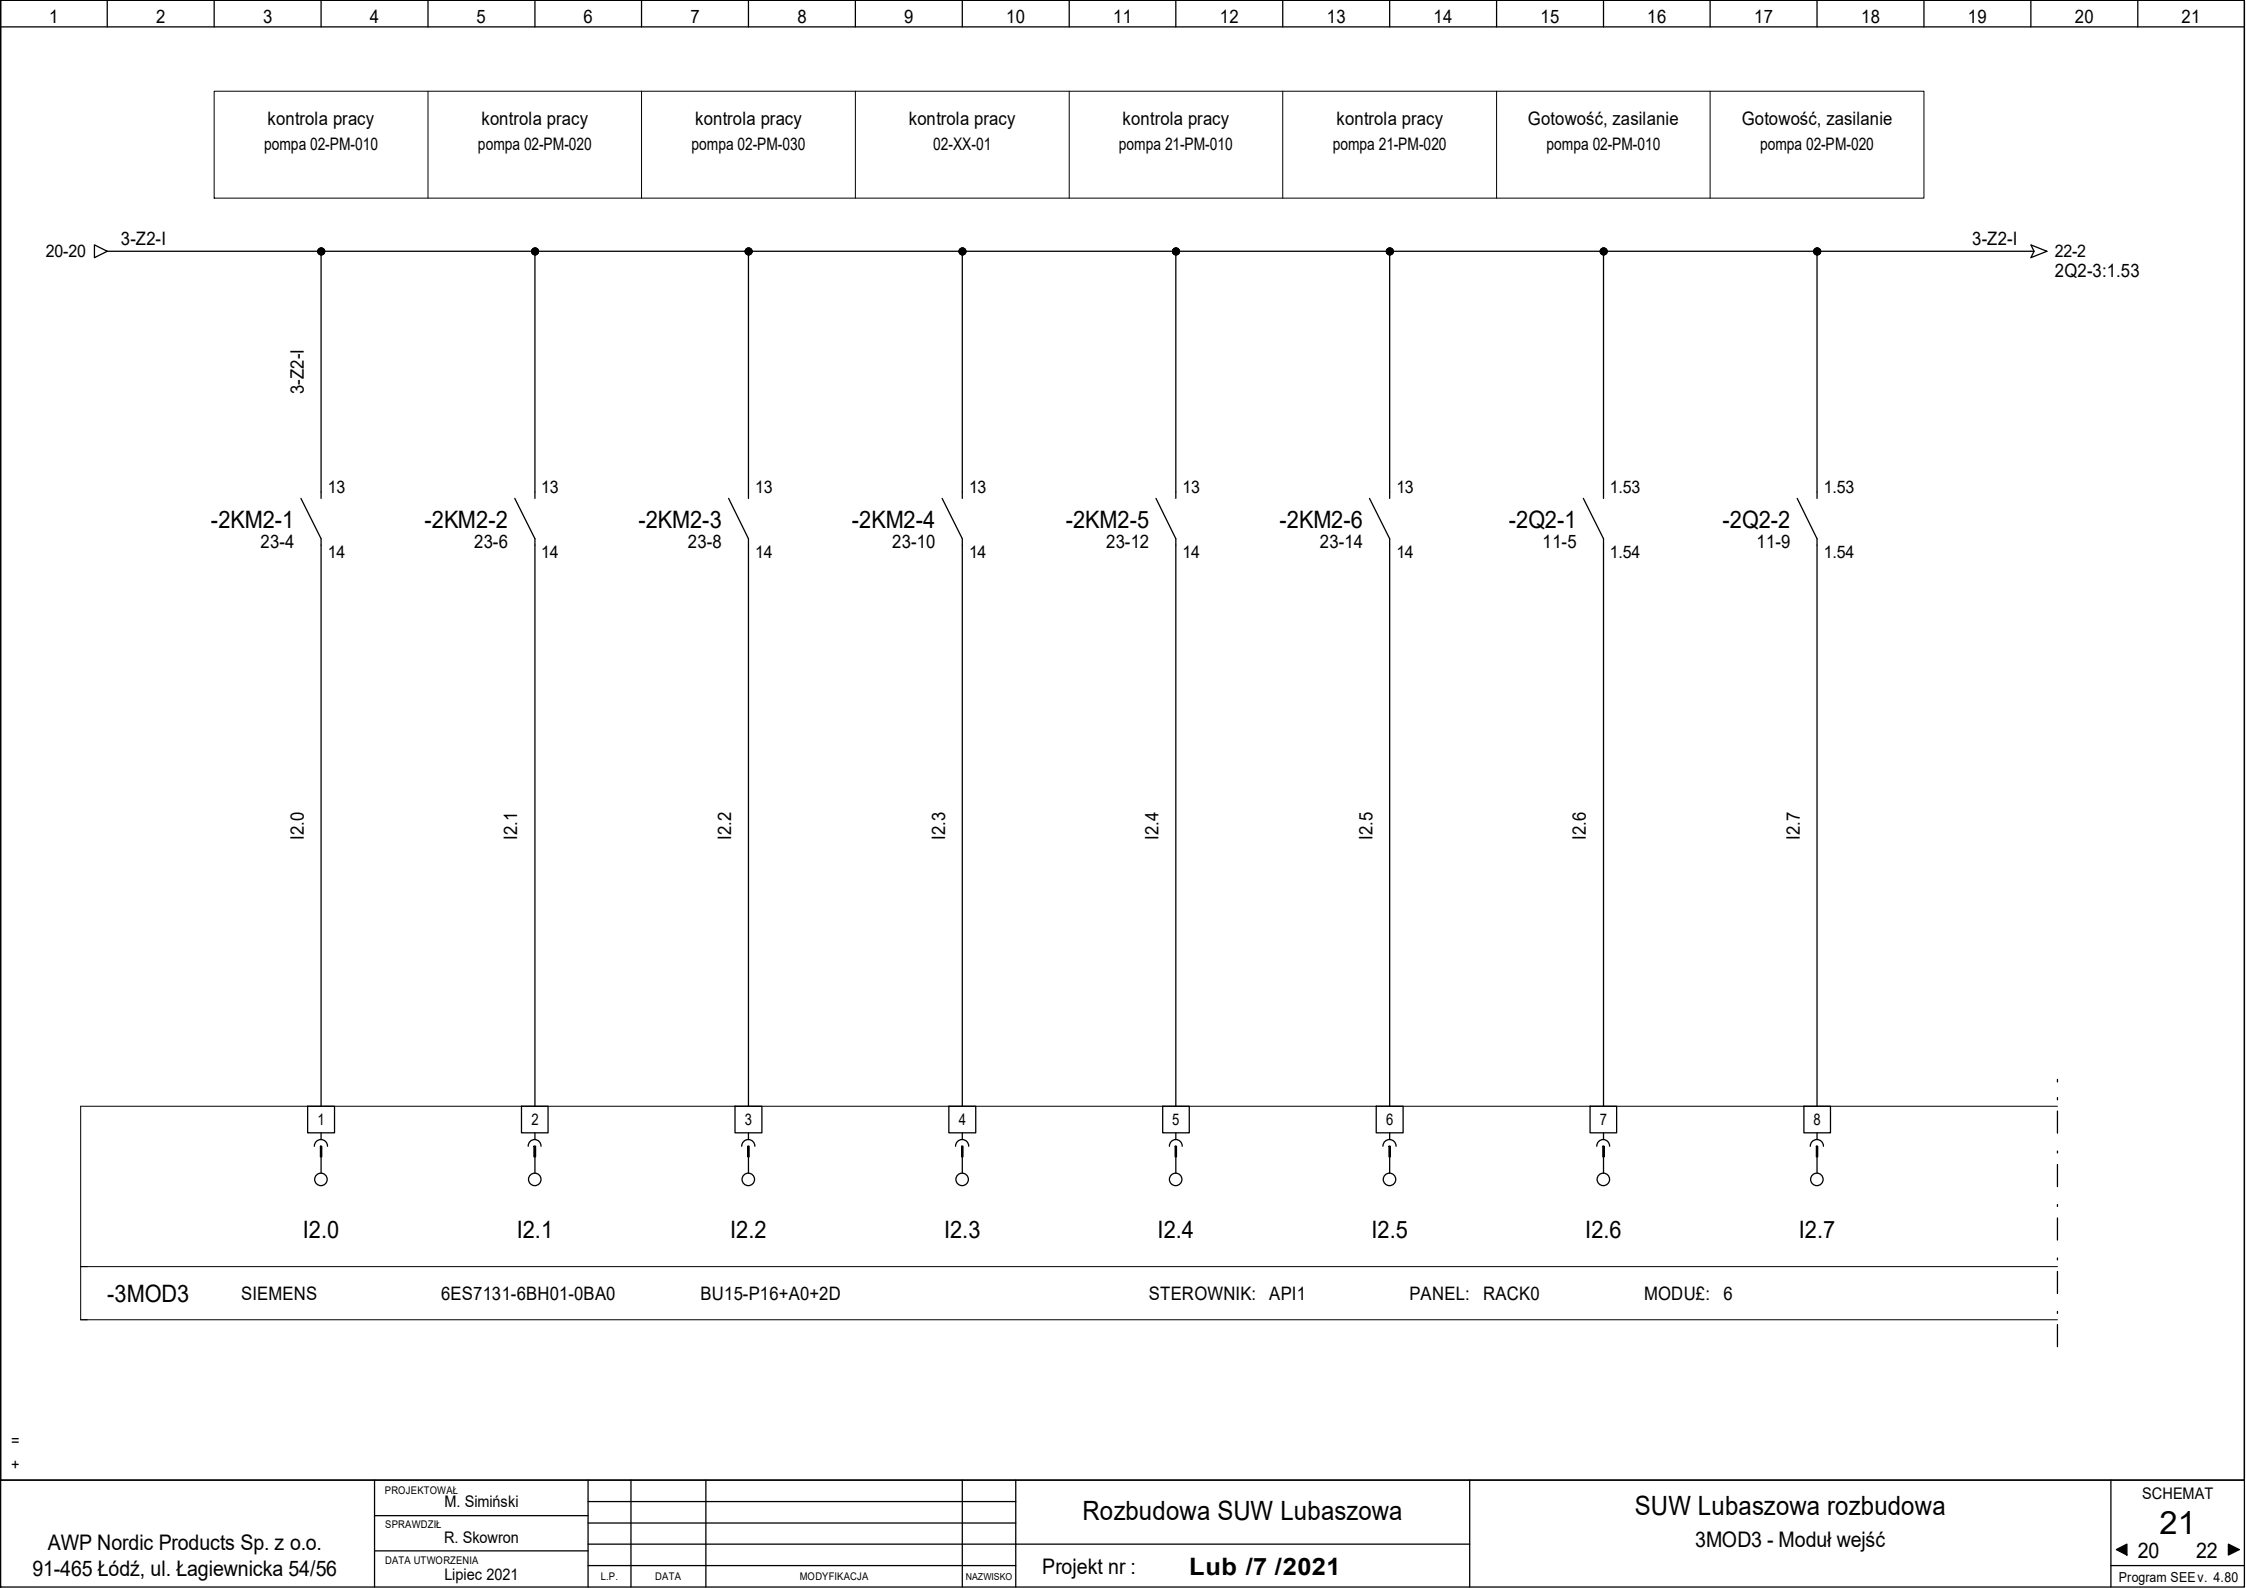 1 2 3 4 5 6 7 8 9 10 11 12 13 14 15 16 17 18 19 20 21
kontrola pracy kontrola pracy kontrola pracy kontrola pracy kontrola pracy kontrola pracy Gotowość, zasilanie Gotowość, zasilanie
pompa 02-PM-010 pompa 02-PM-020 pompa 02-PM-030 02-XX-01 pompa 21-PM-010 pompa 21-PM-020 pompa 02-PM-010 pompa 02-PM-020
3-Z2-I 3-Z2-I
20-20 22-2
2Q2-3:1.53
3-Z2-I
13 13 13 13 13 13 1.53 1.53
-2KM2-1 -2KM2-2 -2KM2-3 -2KM2-4 -2KM2-5 -2KM2-6 -2Q2-1 -2Q2-2
23-4 23-6 23-8 23-10 23-12 23-14 11-5 11-9
14 14 14 14 14 14 1.54 1.54
I2.0 I2.1 I2.2 I2.3 I2.4 I2.5 I2.6 I2.7
1 2 3 4 5 6 7 8
I2.0 I2.1 I2.2 I2.3 I2.4 I2.5 I2.6 I2.7
-3MOD3 SIEMENS 6ES7131-6BH01-0BA0 BU15-P16+A0+2D STEROWNIK: API1 PANEL: RACK0 MODU£: 6
=
+
AWP Nordic Products Sp. z o.o.
91-465 Łódź, ul. Łagiewnicka 54/56
PROJEKTOWAŁ
M. Simiński
SPRAWDZIŁ
R. Skowron
DATA UTWORZENIA
Lipiec 2021
L.P. DATA MODYFIKACJA NAZWISKO
Rozbudowa SUW Lubaszowa
Projekt nr : Lub /7 /2021
SUW Lubaszowa rozbudowa
3MOD3 - Moduł wejść
SCHEMAT
21
20 22
Program SEE v. 4.80